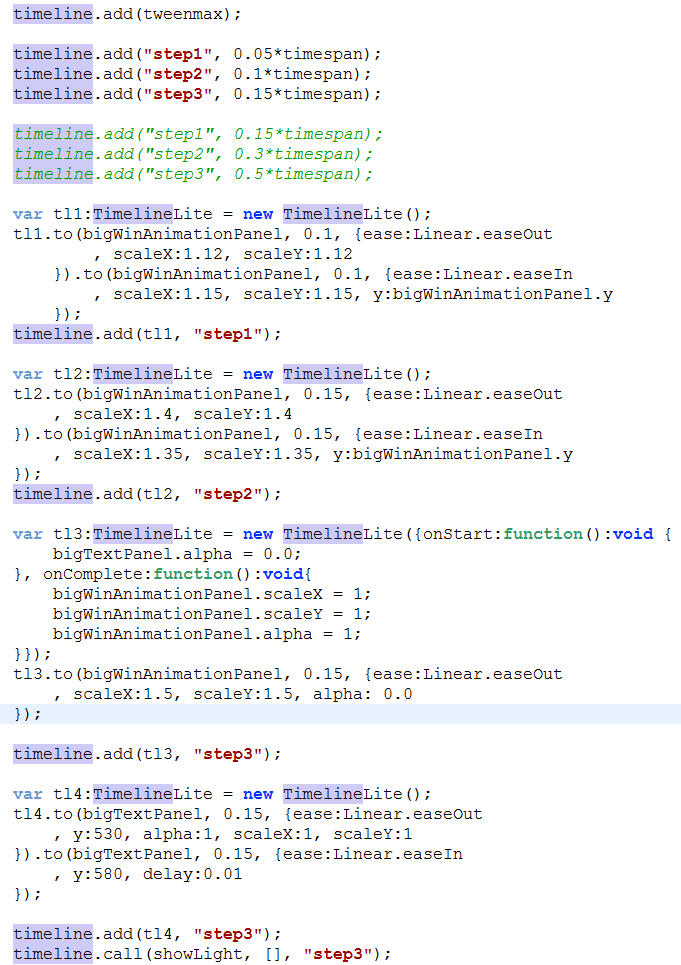 timeline.add(tweenmax);
timeline.add("step1", 0.05*timespan);
timeline.add("step2", 0.1*timespan);
timeline.add("step3", 0.15*timespan);
timeline.add("step1", 0.15*timespan);
timeline.add("step2", 0.3*timespan);
timeline.add("step3", 0.5*timespan);
var tl1:TimelineLite = new TimelineLite();
tl1.to(bigWinAnimationPanel, 0.1, {ease:Linear.easeOut
, scaleX:1.12, scaleY:1.12
}).to(bigWinAnimationPanel, 0.1, {ease:Linear.easeIn
, scaleX:1.15, scaleY:1.15, y:bigWinAnimationPanel.y
});
timeline.add(tl1, "step1");
var tl2:TimelineLite = new TimelineLite();
tl2.to(bigWinAnimationPanel, 0.15, {ease:Linear.easeOut
, scaleX:1.4, scaleY:1.4
}).to(bigWinAnimationPanel, 0.15, {ease:Linear.easeIn
, scaleX:1.35, scaleY:1.35, y:bigWinAnimationPanel.y
});
timeline.add(tl2, "step2");
var tl3:TimelineLite = new TimelineLite({onStart:function():void {
bigTextPanel.alpha = 0.0;
}, onComplete:function():void{
bigWinAnimationPanel.scaleX = 1;
bigWinAnimationPanel.scaleY = 1;
bigWinAnimationPanel.alpha = 1;
}});
tl3.to(bigWinAnimationPanel, 0.15, {ease:Linear.easeOut
, scaleX:1.5, scaleY:1.5, alpha: 0.0
});
timeline.add(tl3, "step3");
var tl4:TimelineLite = new TimelineLite();
tl4.to(bigTextPanel, 0.15, {ease:Linear.easeOut
, y:530, alpha:1, scaleX:1, scaleY:1
}).to(bigTextPanel, 0.15, {ease:Linear.easeIn
, y:580, delay:0.01
});
timeline.add(tl4, "step3");
timeline.call(showLight, [], "step3");